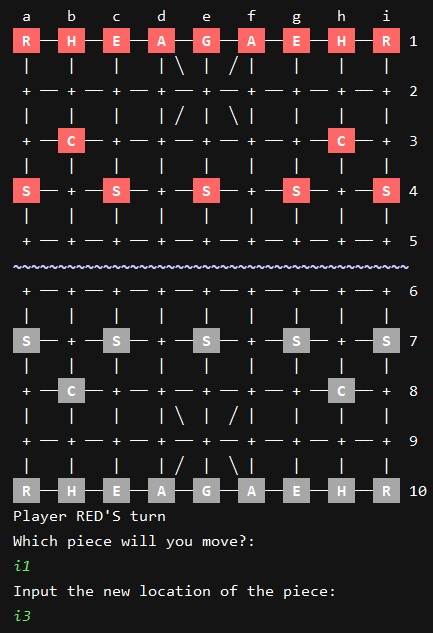 a b c d e f g h i
R H E A G A E H R 1
2
C C 3
S S S S S 4
5
6
S S S S S 7
C C 8
9
R H E A G A E H R 10
Player RED'S turn
Which piece will you move?:
i1
Input the new location of the piece:
i3